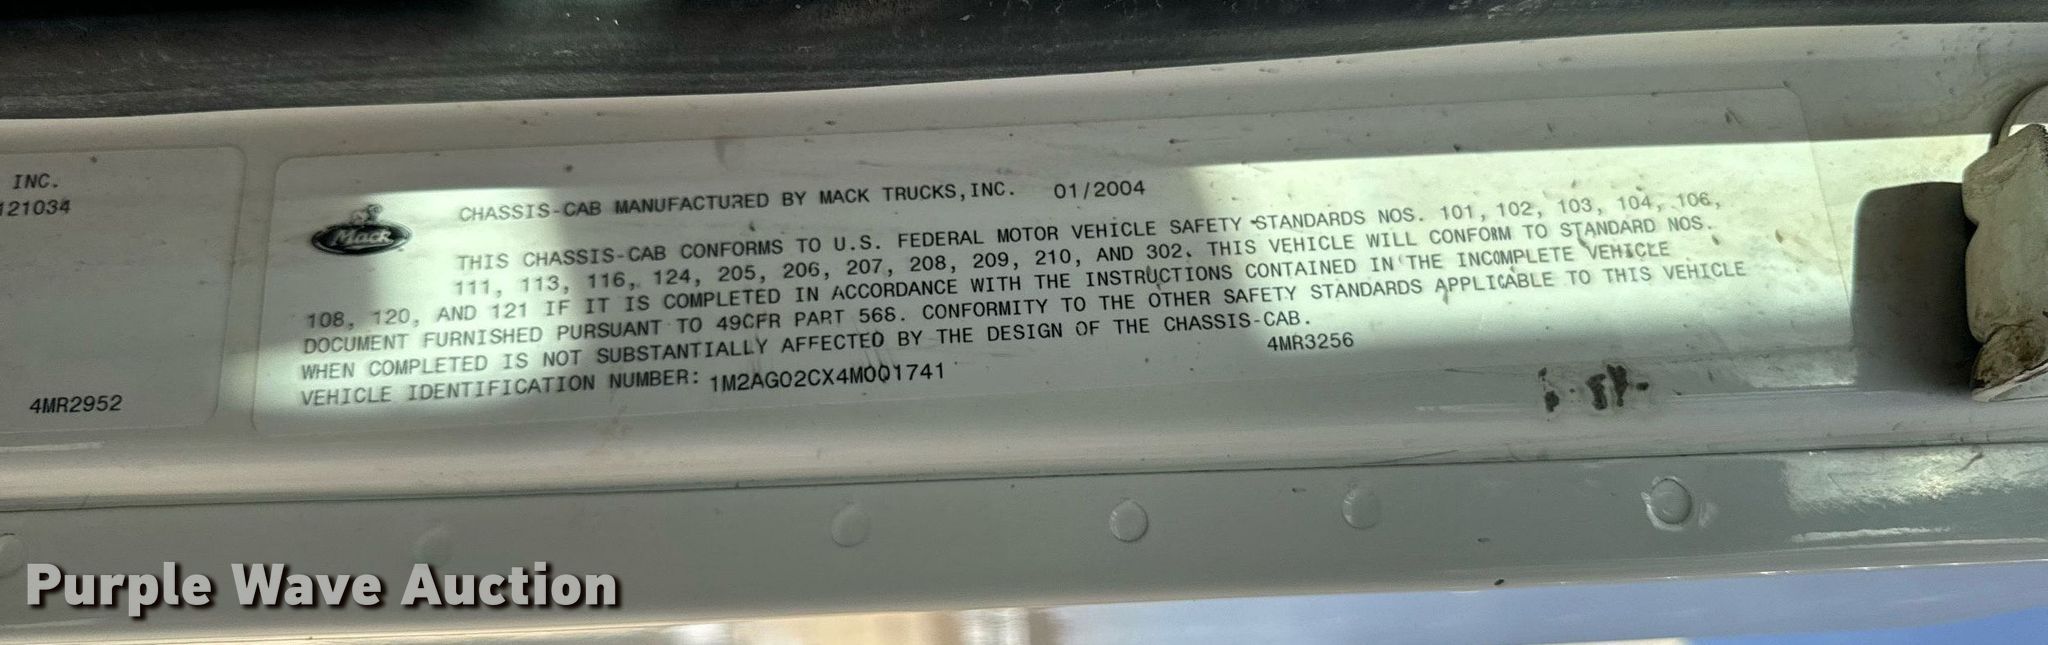 INC.
121034
4MR2952
Mack
CHASSIS-CAB MANUFACTURED BY MACK TRUCKS,INC. 01/2004
THIS CHASSIS-CAB CONFORMS TO U.S. FEDERAL MOTOR VEHICLE SAFETY STANDARDS NOS. 101, 102, 103, 104, 106,
111, 113, 116, 124, 205, 206, 207, 208, 209, 210, AND 302. THIS VEHICLE WILL CONFORM TO STANDARD NOS.
108, 120, AND 121 IF IT IS COMPLETED IN ACCORDANCE WITH THE INSTRUCTIONS CONTAINED IN THE INCOMPLETE VEHICLE
DOCUMENT FURNISHED PURSUANT TO 49CFR PART 568. CONFORMITY TO THE OTHER SAFETY STANDARDS APPLICABLE TO THIS VEHICLE
WHEN COMPLETED IS NOT SUBSTANTIALLY AFFECTED BY THE DESIGN OF THE CHASSIS-CAB.
VEHICLE IDENTIFICATION NUMBER: 1M2AG02CX4M001741
4MR3256
Purple Wave Auction